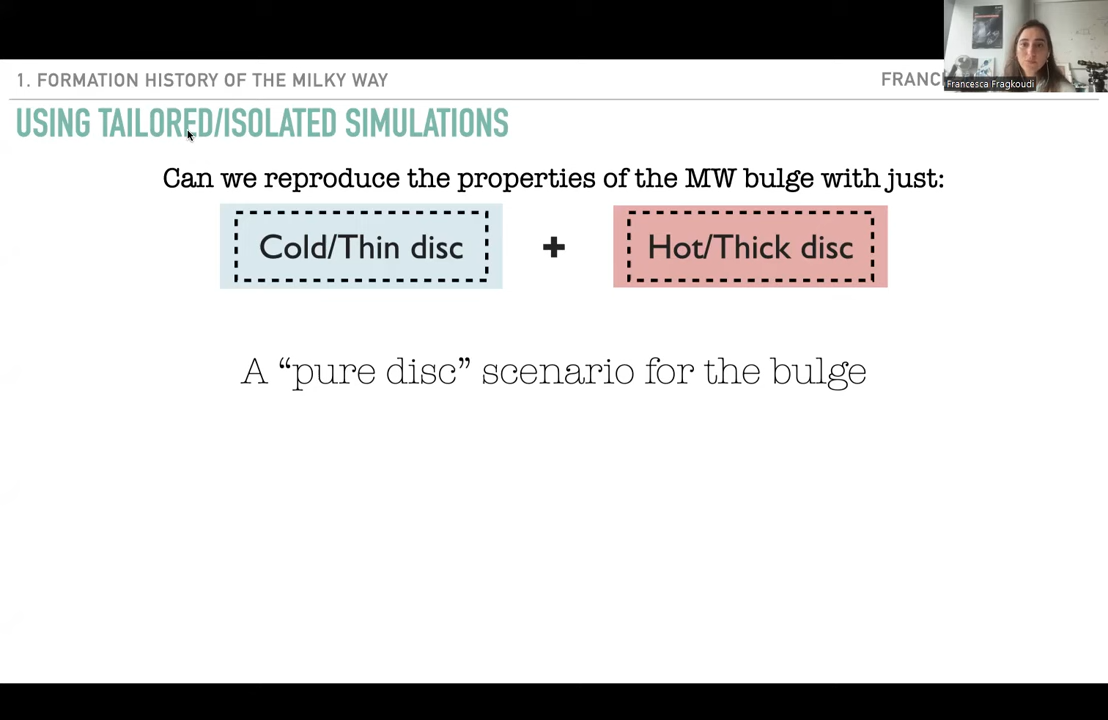 1. FORMATION HISTORY OF THE MILKY WAY
FRANC
Francesca Fragkoudi
USING TAILORED/ISOLATED SIMULATIONS
Can we reproduce the properties of the MW bulge with just:
Cold/Thin disc + Hot/Thick disc
A “pure disc” scenario for the bulge